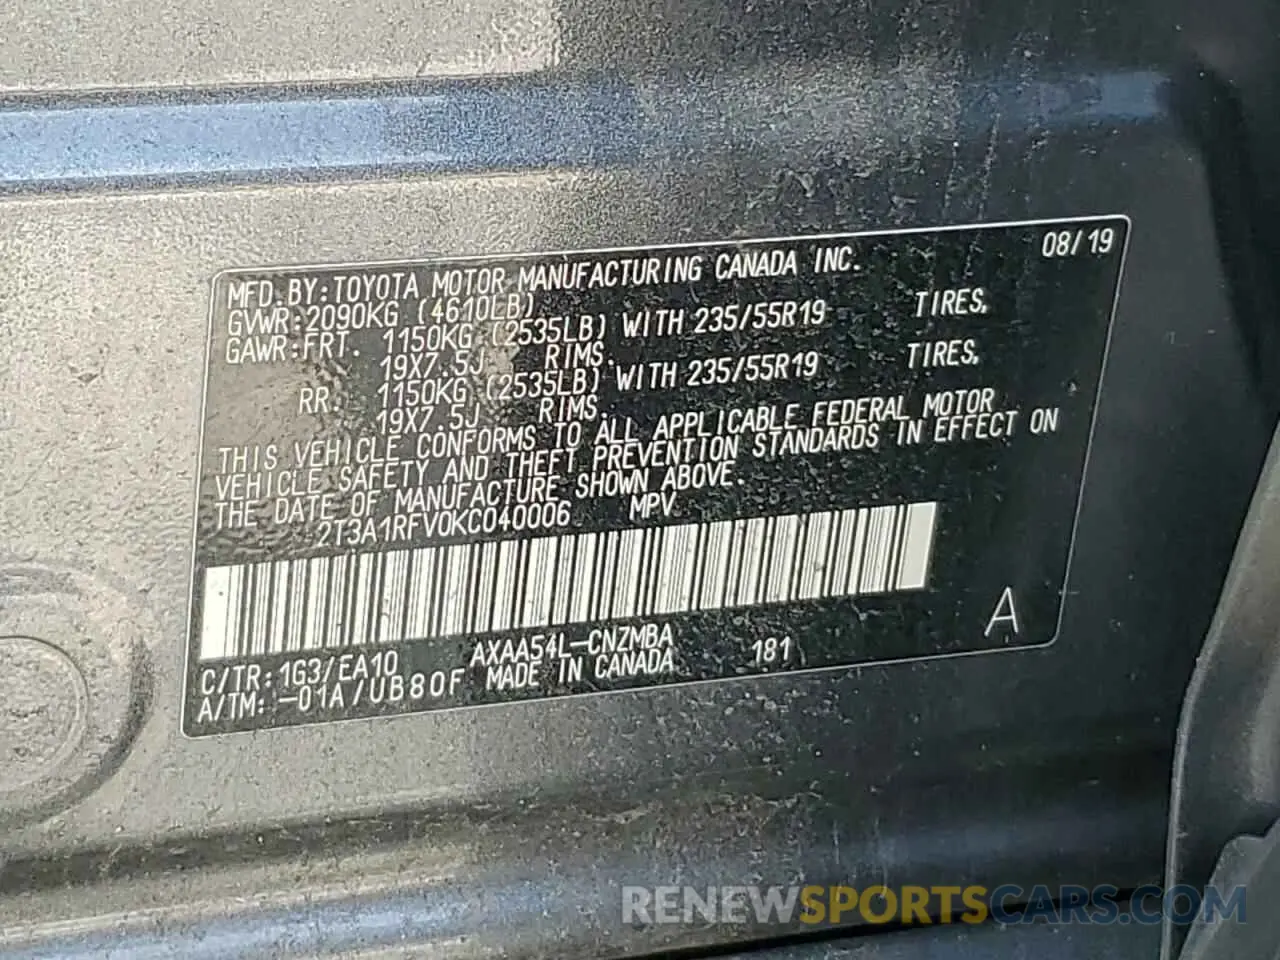 MFD.BY:TOYOTA MOTOR MANUFACTURING CANADA INC. 08/19
GVWR:2090KG (4610LB)
GAWR:FRT. 1150KG (2535LB) WITH 235/55R19 TIRES,
19X7.5J RIMS.
RR. 1150KG (2535LB) WITH 235/55R19 TIRES,
19X7.5J RIMS.
THIS VEHICLE CONFORMS TO ALL APPLICABLE FEDERAL MOTOR
VEHICLE SAFETY AND THEFT PREVENTION STANDARDS IN EFFECT ON
THE DATE OF MANUFACTURE SHOWN ABOVE.
2T3A1RFV0KC040006 MPV
A
C/TR:1G3/EA10 AXAA54L-CNZMBA 181
A/TM:-01A/UB80F MADE IN CANADA
RENEWSPORTSCARS.COM